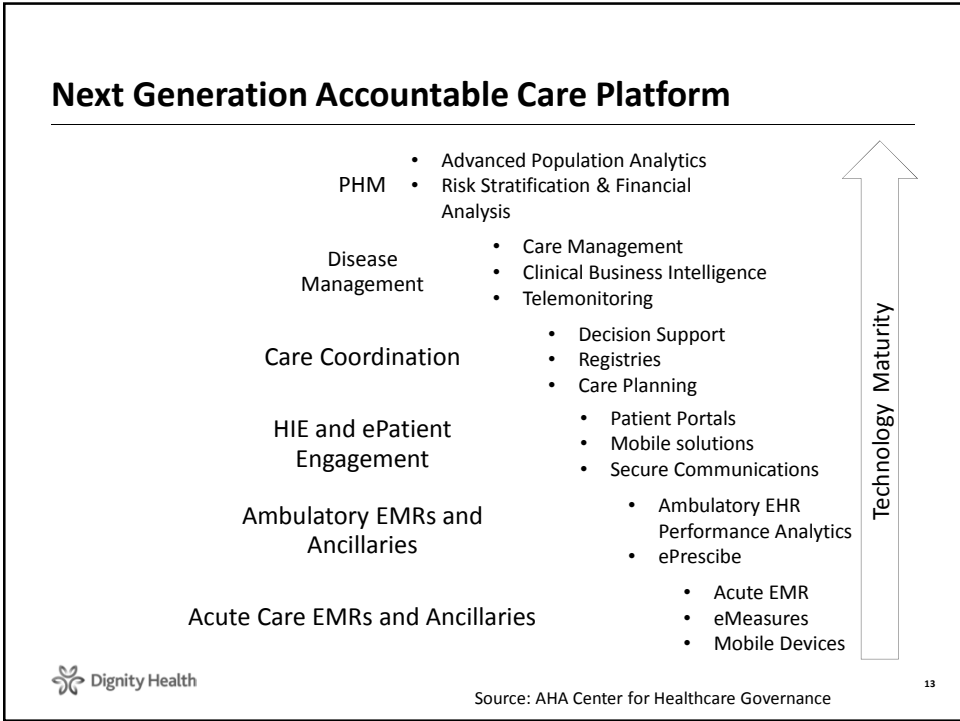 Next Generation Accountable Care Platform
PHM
• Advanced Population Analytics
• Risk Stratification & Financial
Analysis
Disease
Management
• Care Management
• Clinical Business Intelligence
• Telemonitoring
Care Coordination
• Decision Support
• Registries
• Care Planning
HIE and ePatient
Engagement
• Patient Portals
• Mobile solutions
• Secure Communications
Ambulatory EMRs and
Ancillaries
• Ambulatory EHR
Performance Analytics
• ePrescibe
Acute Care EMRs and Ancillaries
• Acute EMR
• eMeasures
• Mobile Devices
Technology Maturity
Dignity Health
Source: AHA Center for Healthcare Governance
13